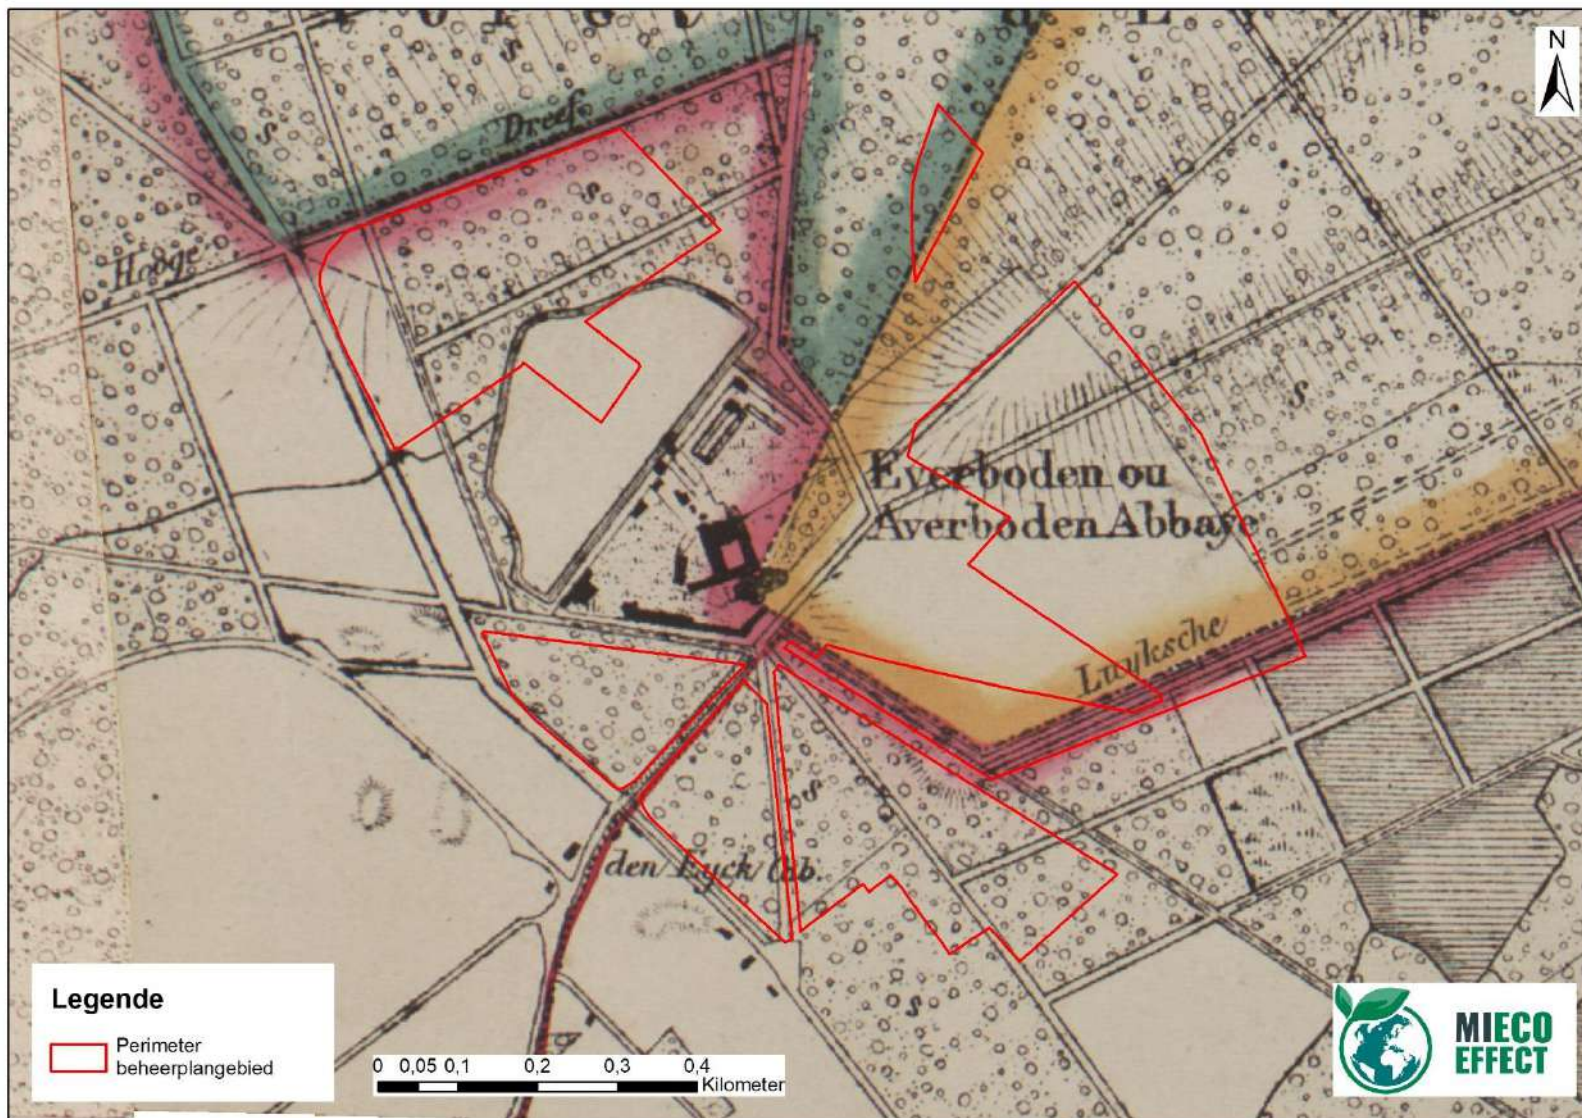 N
Dreef
Hooge
S
S
S
S
S
S
Everboden ou
Averboden Abbaye
Luyksche
den Eyck Cab.
Legende
Perimeter
beheerplangebied
0 0,05 0,1 0,2 0,3 0,4
Kilometer
MIECO
EFFECT